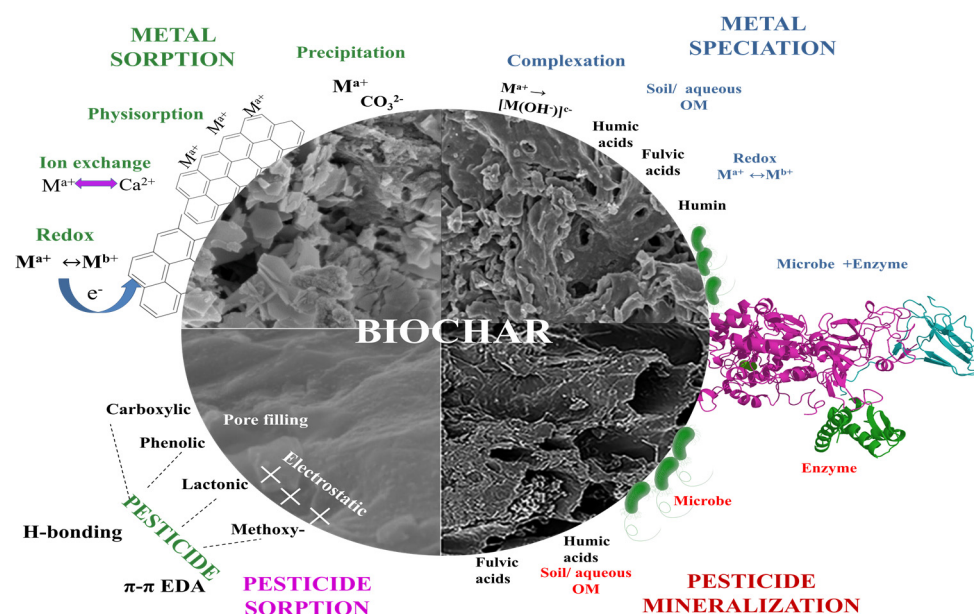 METAL
SORPTION
Precipitation
Mᵃ⁺
CO₃²⁻
Physisorption
Mᵃ⁺
Mᵃ⁺
Mᵃ⁺
Ion exchange
Mᵃ⁺ ↔ Ca²⁺
Redox
Mᵃ⁺ ↔Mᵇ⁺
e⁻
METAL
SPECIATION
Complexation
Mᵃ⁺→
[M(OH⁻)]ᶜ⁻
Soil/ aqueous
OM
Humic
acids
Fulvic
acids
Redox
Mᵃ⁺ ↔Mᵇ⁺
Humin
Microbe +Enzyme
BIOCHAR
Carboxylic
Phenolic
Lactonic
Methoxy-
PESTICIDE
H-bonding
π-π EDA
Pore filling
Electrostatic
PESTICIDE
SORPTION
Enzyme
Microbe
Humic
acids
Fulvic
acids
Soil/ aqueous
OM
PESTICIDE
MINERALIZATION